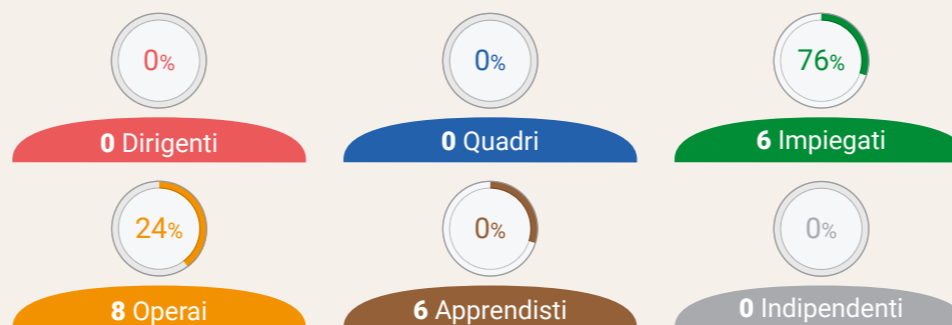 0% 0% 76%
0 Dirigenti 0 Quadri 6 Impiegati
24% 0% 0%
8 Operai 6 Apprendisti 0 Indipendenti